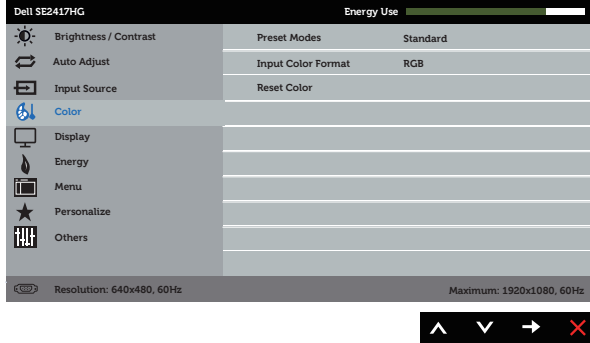 Dell SE2417HG Energy Use
Brightness / Contrast Preset Modes Standard
Auto Adjust Input Color Format RGB
Input Source Reset Color
Color
Display
Energy
Menu
Personalize
Others
Resolution: 640x480, 60Hz Maximum: 1920x1080, 60Hz